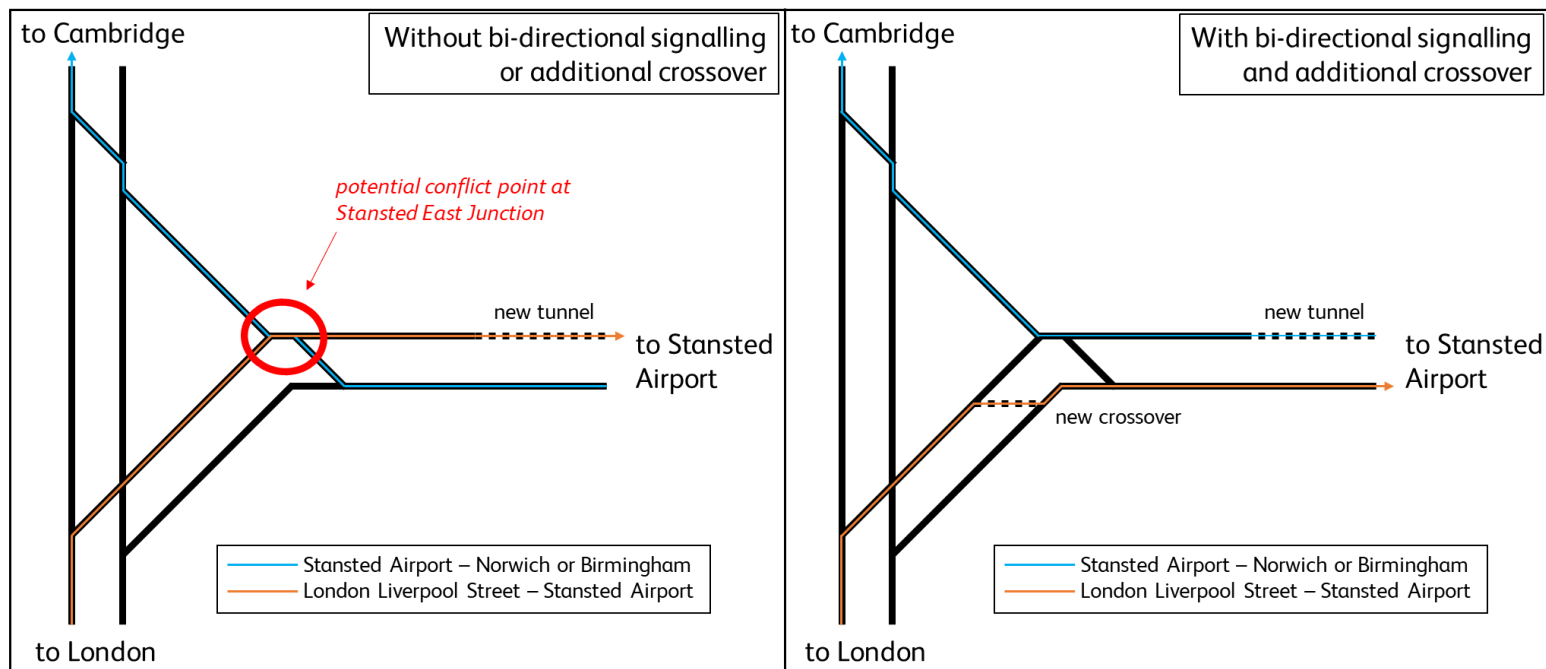 to Cambridge
Without bi-directional signalling
or additional crossover
potential conflict point at
Stansted East Junction
new tunnel
to Stansted
Airport
Stansted Airport – Norwich or Birmingham
London Liverpool Street – Stansted Airport
to London
to Cambridge
With bi-directional signalling
and additional crossover
new tunnel
to Stansted
Airport
new crossover
Stansted Airport – Norwich or Birmingham
London Liverpool Street – Stansted Airport
to London